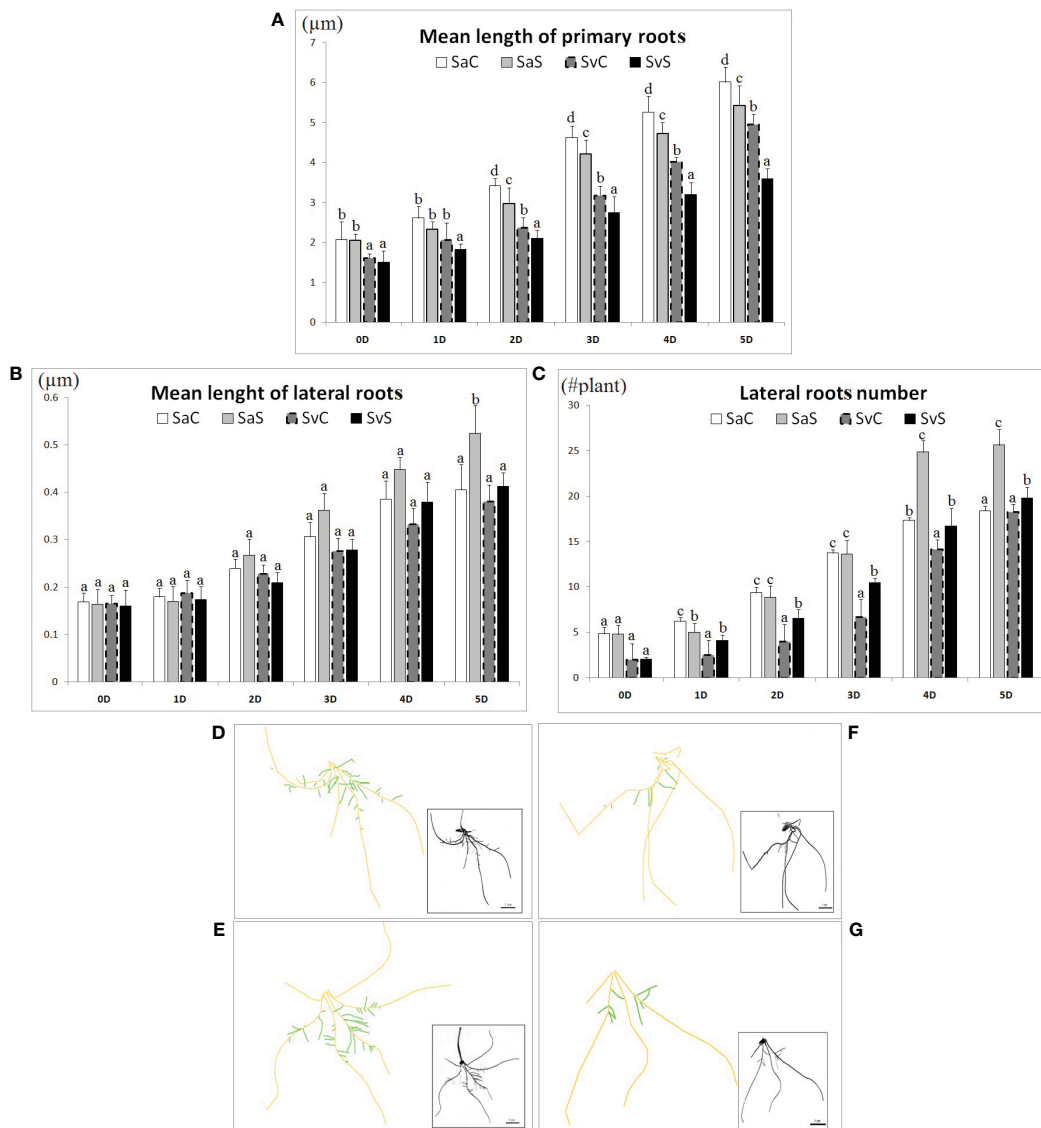 A
(µm)
Mean length of primary roots
SaC SaS SvC SvS
7
6
5
4
3
2
1
0
b b a a
b b b a
d c b a
d c b a
d c b a
d c b a
0D 1D 2D 3D 4D 5D
B
(µm)
Mean lenght of lateral roots
SaC SaS SvC SvS
0.6
0.5
0.4
0.3
0.2
0.1
0
a a a a
a a a a
a a a a
a a a a
a a a a
a b a a
0D 1D 2D 3D 4D 5D
C
(#plant)
Lateral roots number
SaC SaS SvC SvS
30
25
20
15
10
5
0
a a a a
c b a b
c c a b
c c a b
b c a b
a c a b
0D 1D 2D 3D 4D 5D
D
F
E
G